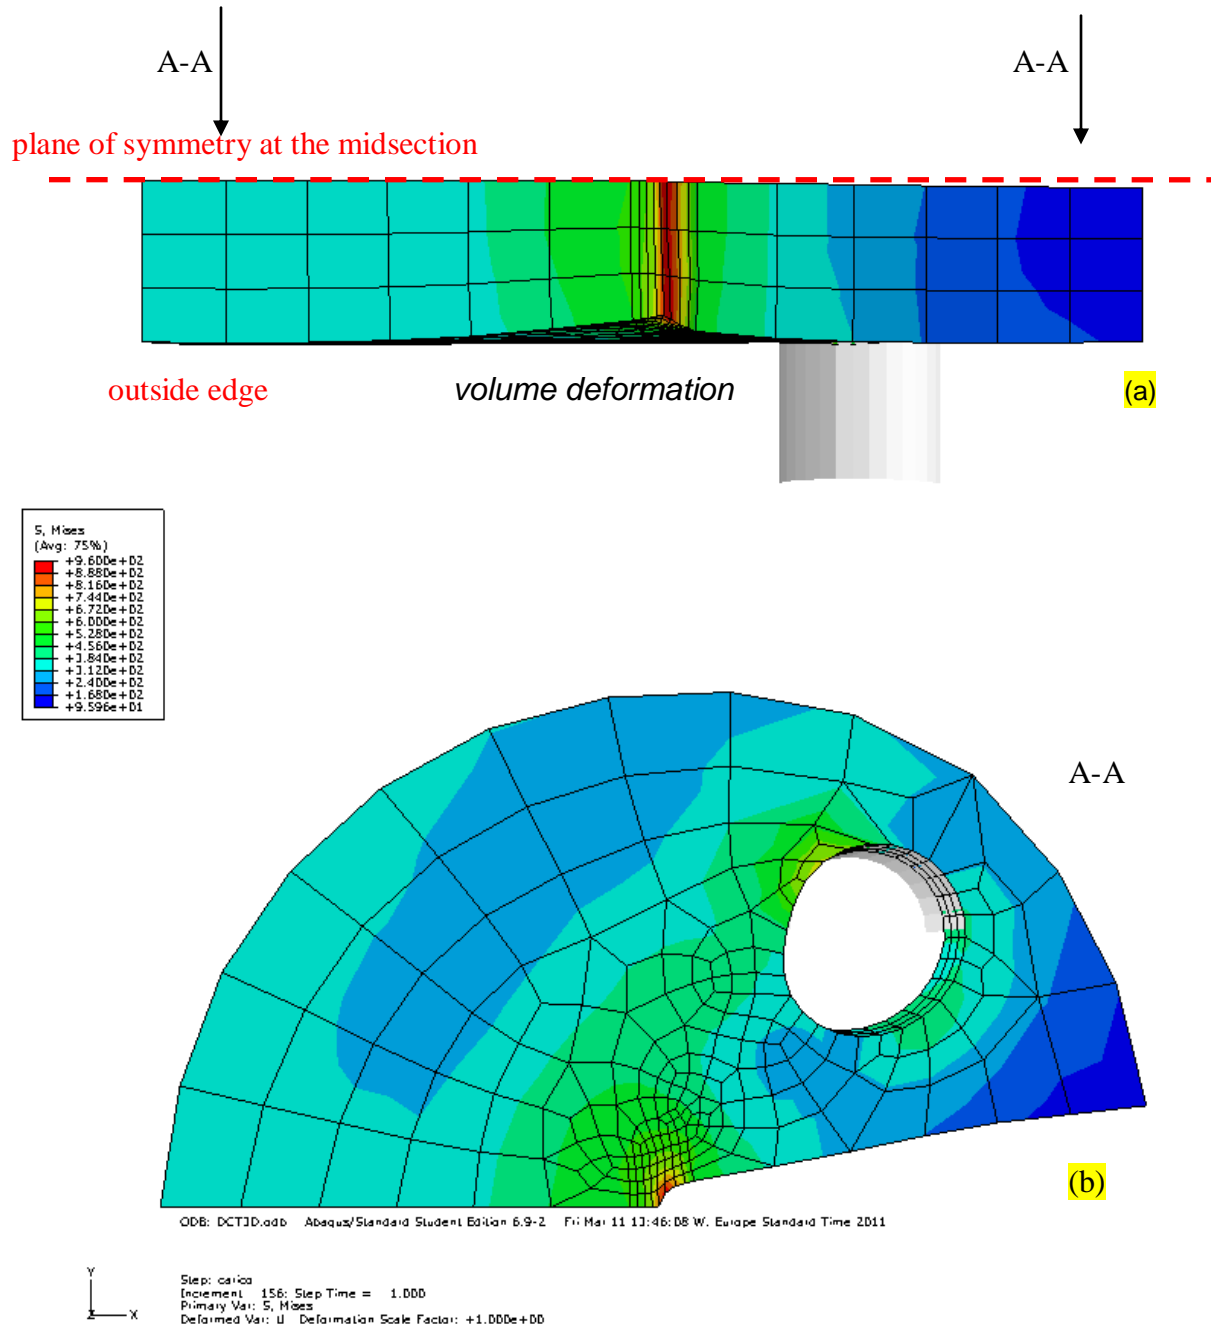 A-A
A-A
plane of symmetry at the midsection
outside edge
volume deformation
(a)
S, Mises
(Avg: 75%)
+9.600e+02
+8.880e+02
+8.160e+02
+7.440e+02
+6.720e+02
+6.000e+02
+5.280e+02
+4.560e+02
+3.840e+02
+3.120e+02
+2.400e+02
+1.680e+02
+9.596e+01
A-A
(b)
ODB: DCT3D.odb Abaqus/Standard Student Edition 6.9-2 Fri Mar 11 13:46:08 W. Europe Standard Time 2011
Y
Z X
Step: carico
Increment 156: Step Time = 1.000
Primary Var: S, Mises
Deformed Var: U Deformation Scale Factor: +1.000e+00